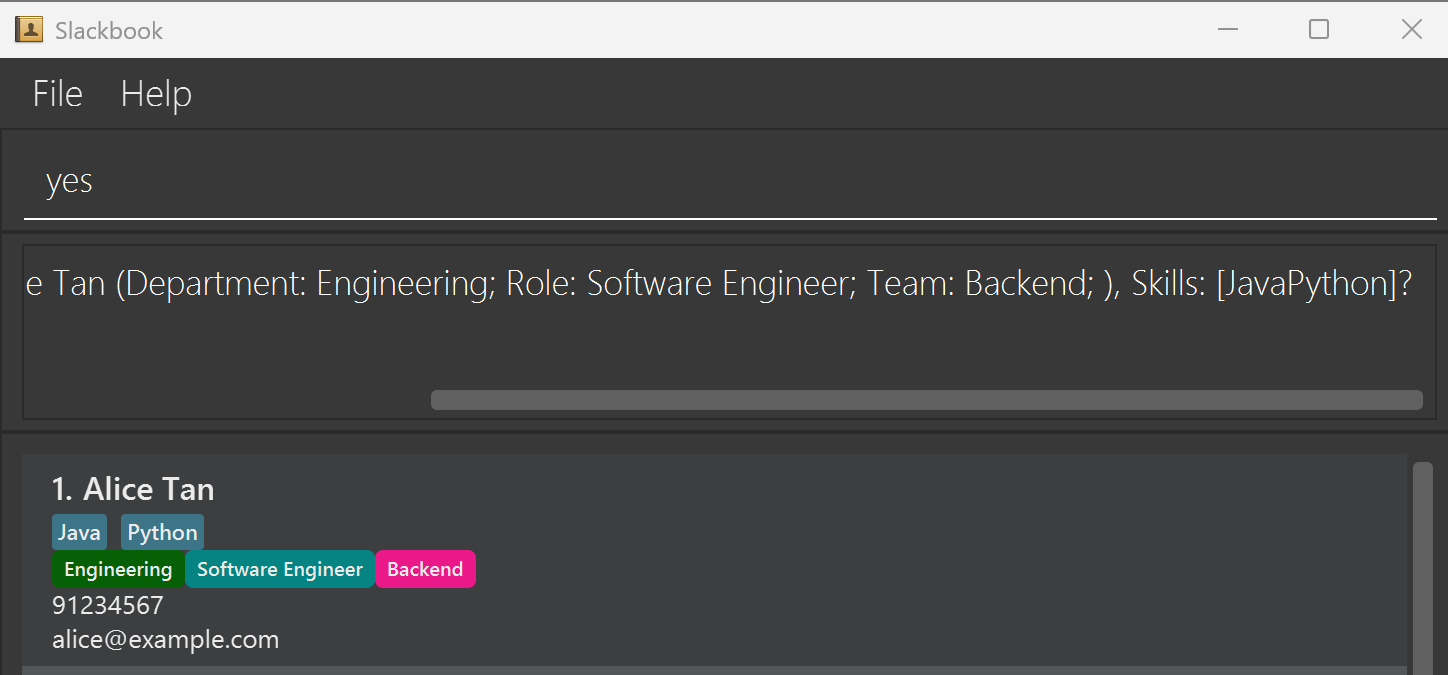 Slackbook
File Help
yes
e Tan (Department: Engineering; Role: Software Engineer; Team: Backend; ), Skills: [JavaPython]?
1. Alice Tan
Java Python
Engineering Software Engineer Backend
91234567
alice@example.com